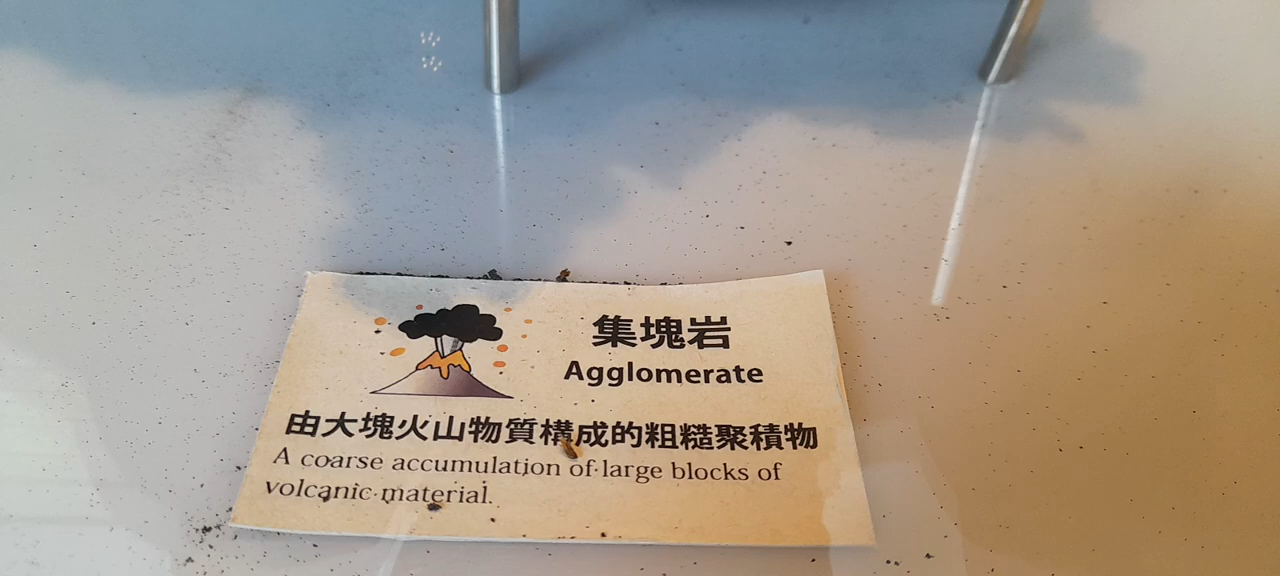 集塊岩
Agglomerate
由大塊火山物質構成的粗糙聚積物
A coarse accumulation of large blocks of
volcanic material.